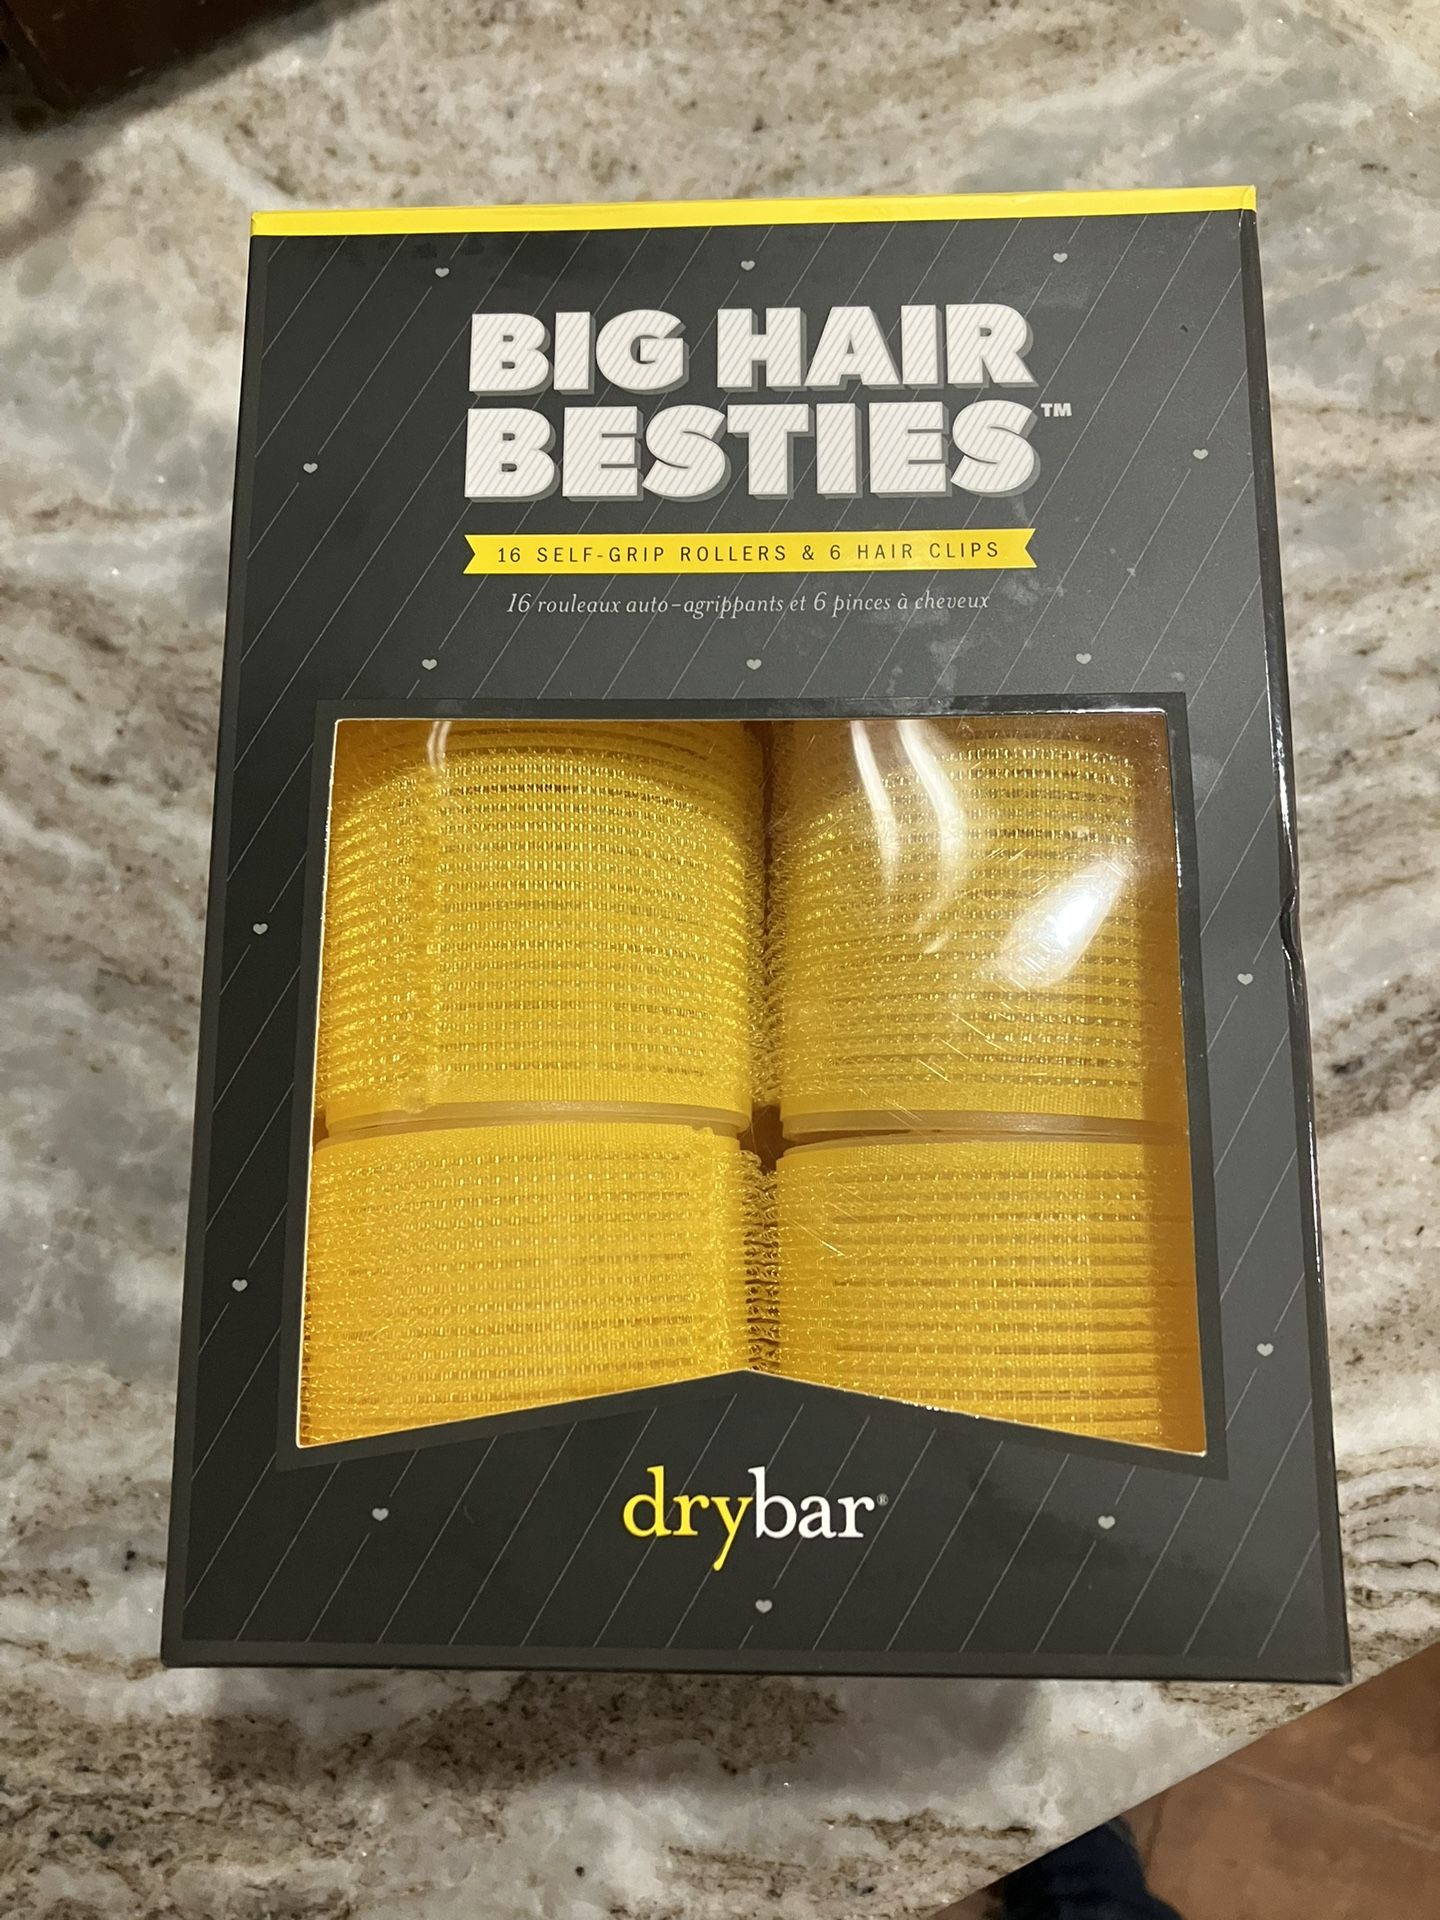 BIG HAIR
BESTIES™
16 SELF-GRIP ROLLERS & 6 HAIR CLIPS
16 rouleaux auto-agrippants et 6 pinces à cheveux
drybar®